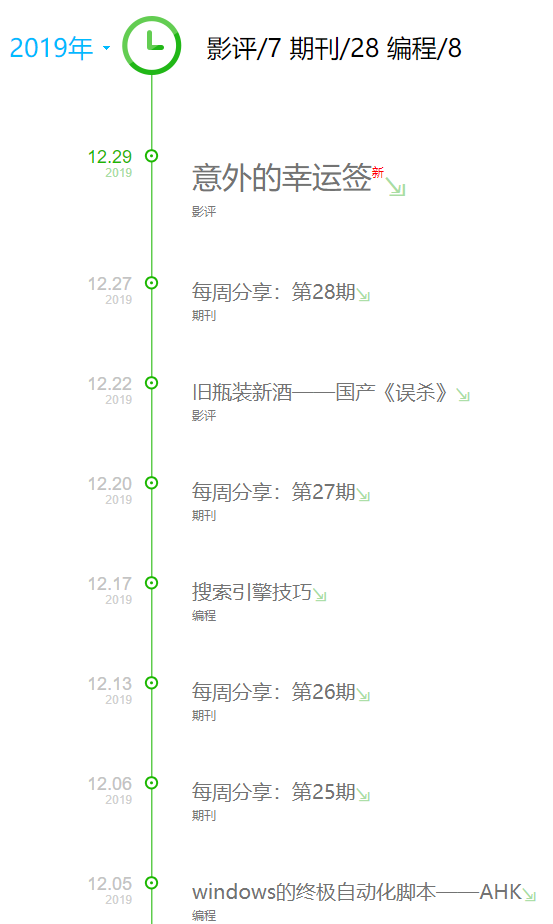 2019年 影评/7 期刊/28 编程/8
12.29
2019
意外的幸运签新
影评
12.27
2019
每周分享：第28期
期刊
12.22
2019
旧瓶装新酒——国产《误杀》
影评
12.20
2019
每周分享：第27期
期刊
12.17
2019
搜索引擎技巧
编程
12.13
2019
每周分享：第26期
期刊
12.06
2019
每周分享：第25期
期刊
12.05
2019
windows的终极自动化脚本——AHK
编程